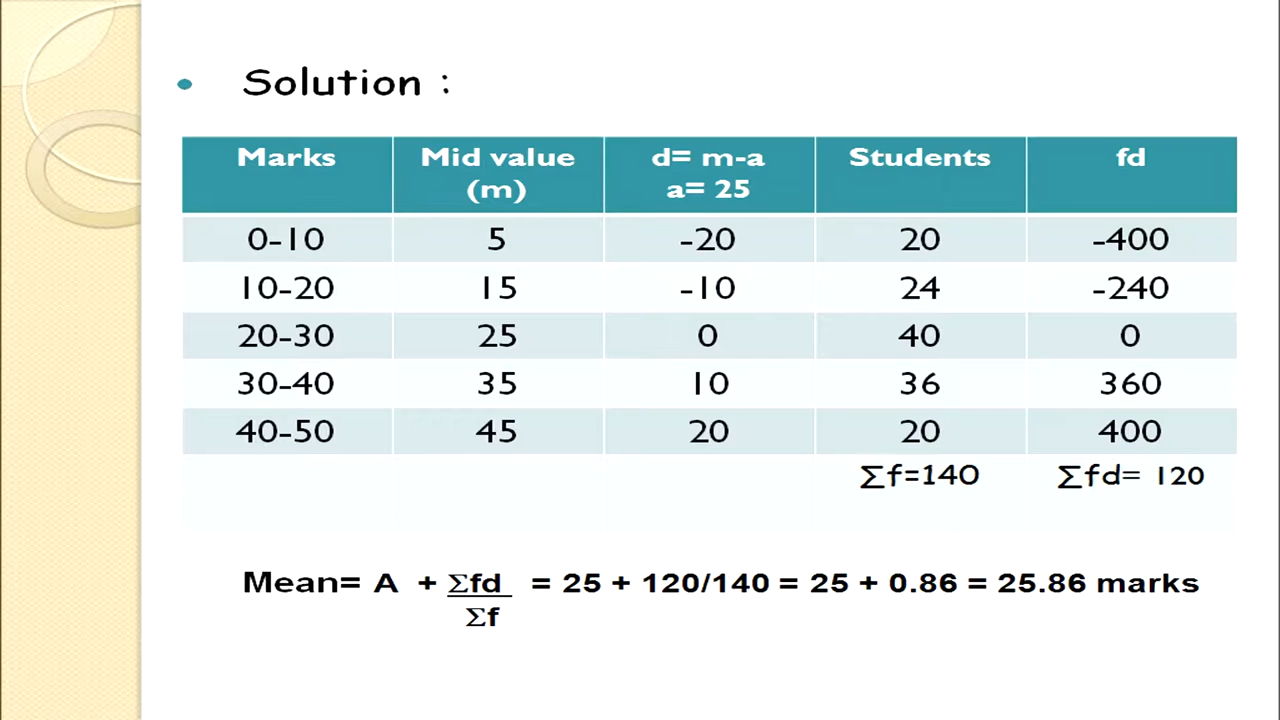 Solution :
Marks Mid value (m) d= m-a a= 25 Students fd
0-10 5 -20 20 -400
10-20 15 -10 24 -240
20-30 25 0 40 0
30-40 35 10 36 360
40-50 45 20 20 400
Σf=140 Σfd= 120
Mean= A + Σfd = 25 + 120/140 = 25 + 0.86 = 25.86 marks
Σf